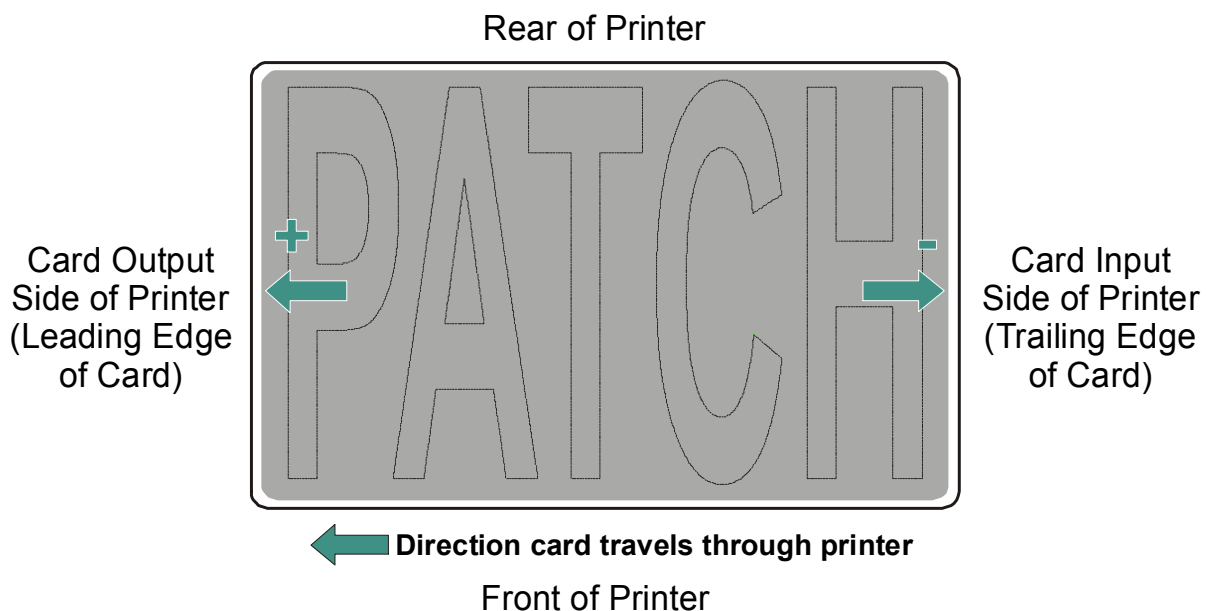 Rear of Printer
PATCH
+
-
Card Output
Side of Printer
(Leading Edge
of Card)
Card Input
Side of Printer
(Trailing Edge
of Card)
Direction card travels through printer
Front of Printer